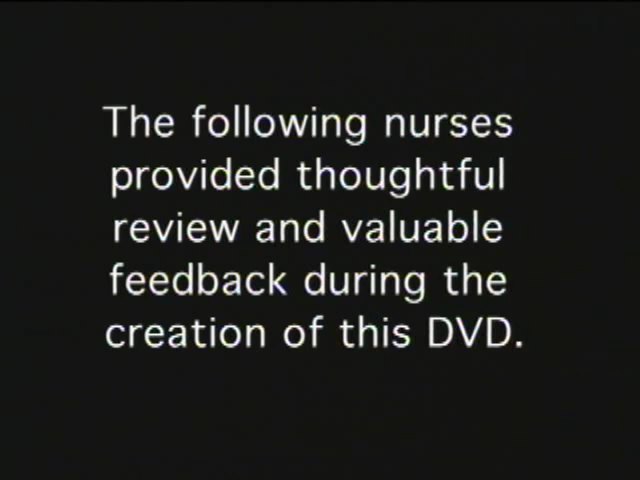 The following nurses
provided thoughtful
review and valuable
feedback during the
creation of this DVD.